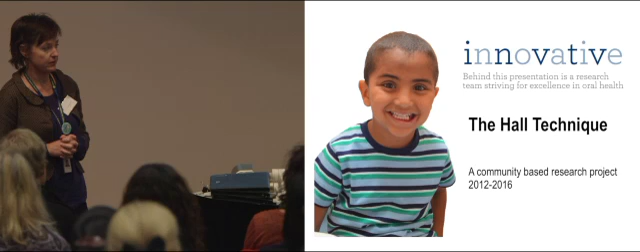 innovative
Behind this presentation is a research
team striving for excellence in oral health
The Hall Technique
A community based research project
2012-2016